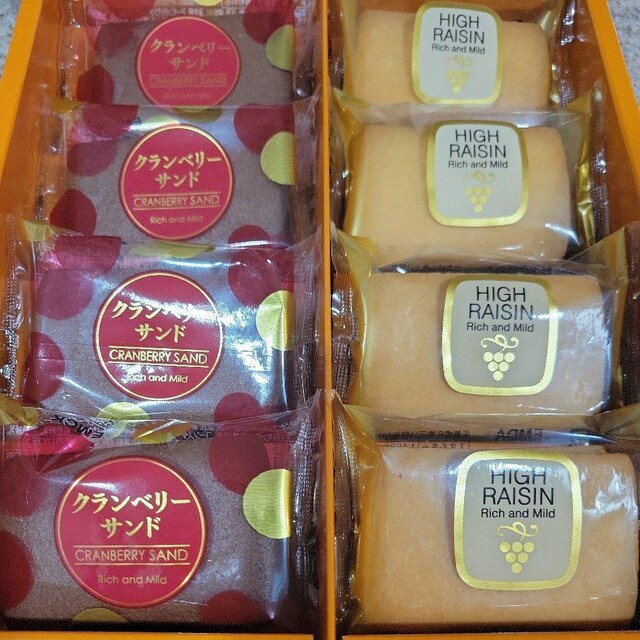 クランベリー
サンド
CRANBERRY SAND
HIGH
RAISIN
Rich and Mild
クランベリー
サンド
CRANBERRY SAND
Rich and Mild
HIGH
RAISIN
Rich and Mild
クランベリー
サンド
CRANBERRY SAND
Rich and Mild
HIGH
RAISIN
Rich and Mild
クランベリー
サンド
CRANBERRY SAND
Rich and Mild
HIGH
RAISIN
Rich and Mild